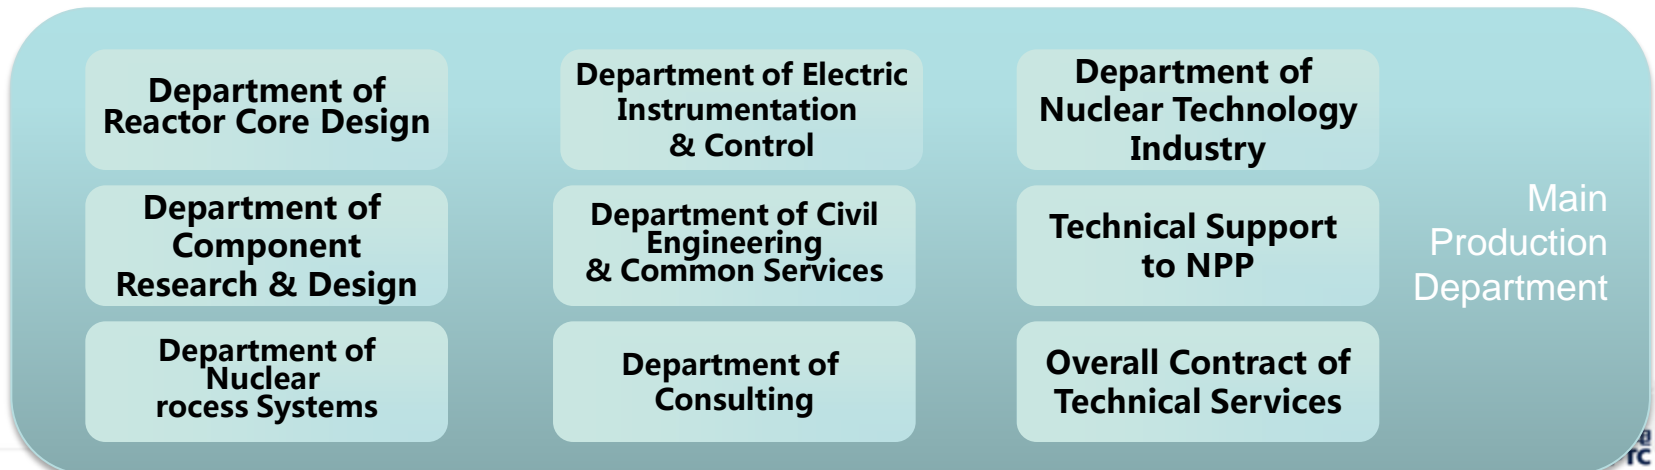 Department of
Reactor Core Design
Department of Electric
Instrumentation
& Control
Department of
Nuclear Technology
Industry
Department of
Component
Research & Design
Department of Civil
Engineering
& Common Services
Technical Support
to NPP
Main
Production
Department
Department of
Nuclear
rocess Systems
Department of
Consulting
Overall Contract of
Technical Services